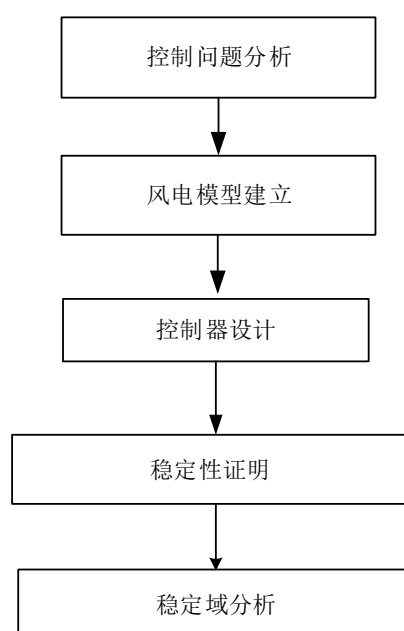 控制问题分析
风电模型建立
控制器设计
稳定性证明
稳定域分析